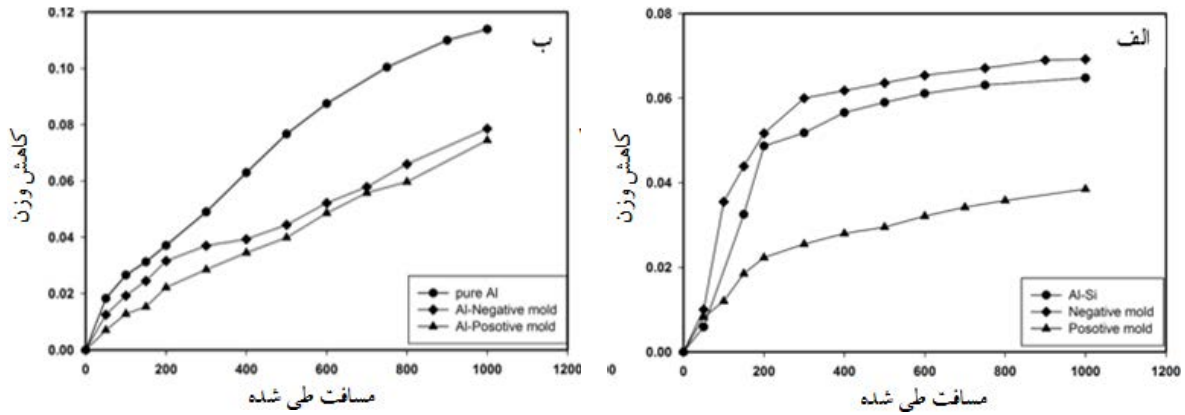 ب
0.12
0.10
0.08
0.06
0.04
0.02
0.00
0 200 400 600 800 1000 1200
کاهش وزن
مسافت طی شده
pure Al
Al-Negative mold
Al-Posotive mold
الف
0.08
0.06
0.04
0.02
0.00
00
0 200 400 600 800 1000 1200
کاهش وزن
مسافت طی شده
Al-Si
Negative mold
Posotive mold